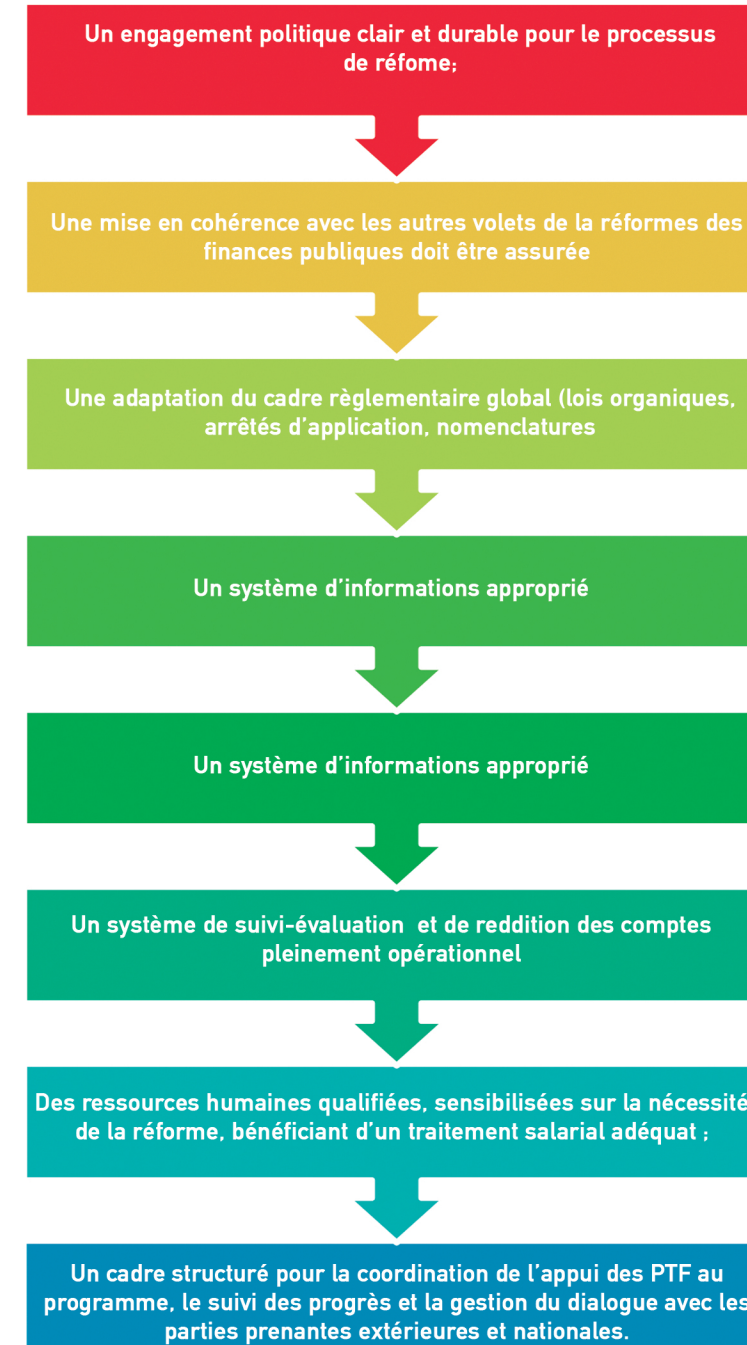 Un engagement politique clair et durable pour le processus
de réfome;
Une mise en cohérence avec les autres volets de la réformes des
finances publiques doit être assurée
Une adaptation du cadre règlementaire global (lois organiques,
arrêtés d'application, nomenclatures
Un système d'informations approprié
Un système d'informations approprié
Un système de suivi-évaluation et de reddition des comptes
pleinement opérationnel
Des ressources humaines qualifiées, sensibilisées sur la nécessité
de la réforme, bénéficiant d'un traitement salarial adéquat ;
Un cadre structuré pour la coordination de l'appui des PTF au
programme, le suivi des progrès et la gestion du dialogue avec les
parties prenantes extérieures et nationales.